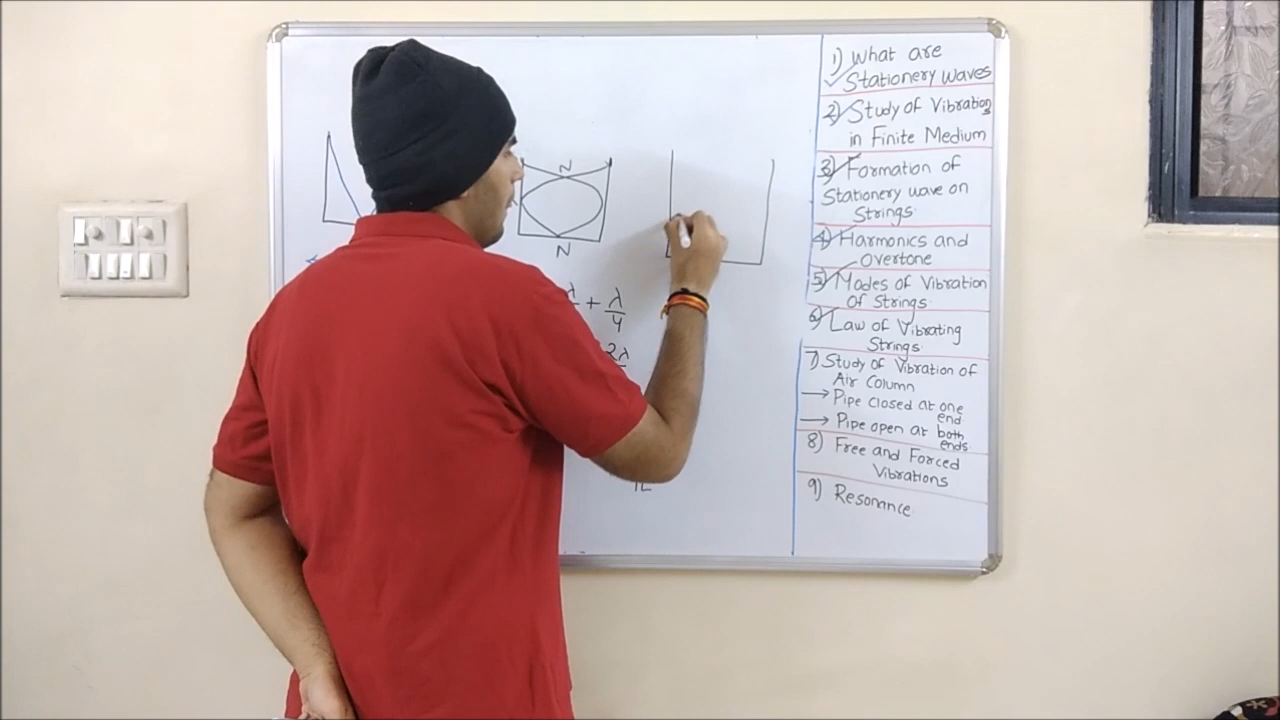 N
N
λ + λ
4
2λ
1) What are
Stationery waves
2) Study of Vibrations
in Finite Medium
3) Formation of
Stationery wave on
Strings
4) Harmonics and
Overtone
5) Modes of Vibration
of Strings
6) Law of Vibrating
Strings
7) Study of Vibration of
Air Column
→ Pipe closed at one
end
→ Pipe open at both
ends
8) Free and Forced
Vibrations
9) Resonance